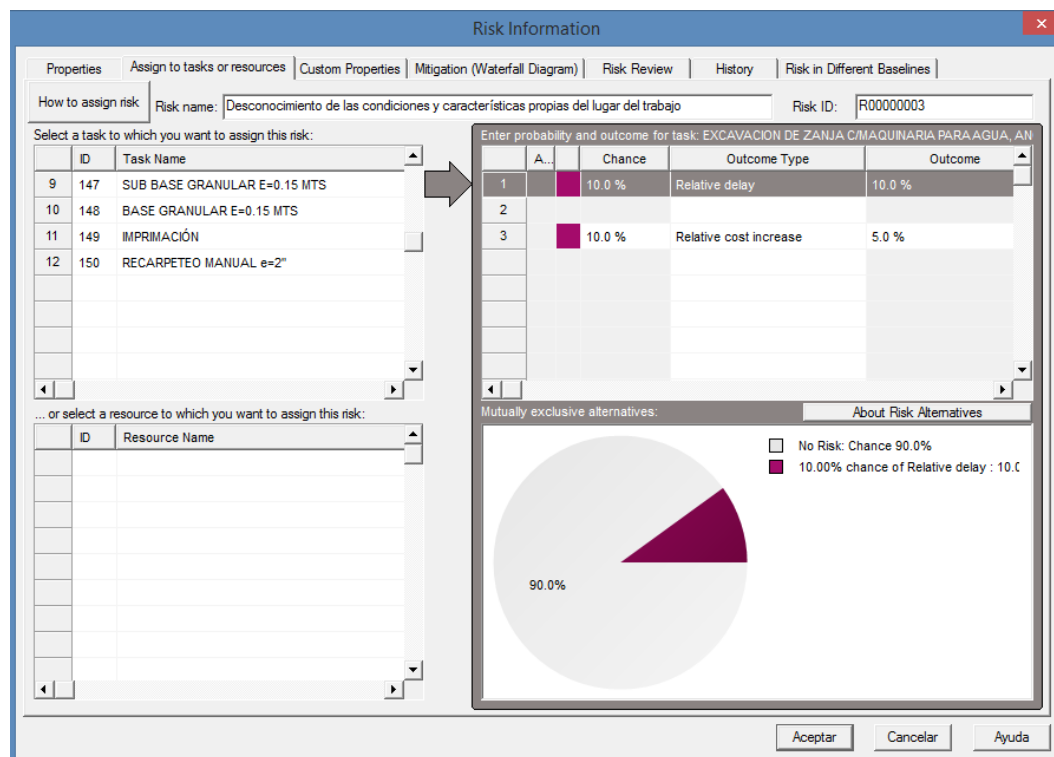 Risk Information
Properties
Assign to tasks or resources
Custom Properties
Mitigation (Waterfall Diagram)
Risk Review
History
Risk in Different Baselines
How to assign risk
Risk name: Desconocimiento de las condiciones y características propias del lugar del trabajo
Risk ID: R00000003
Select a task to which you want to assign this risk:
ID Task Name
9 147 SUB BASE GRANULAR E=0.15 MTS
10 148 BASE GRANULAR E=0.15 MTS
11 149 IMPRIMACIÓN
12 150 RECARPETEO MANUAL e=2"
... or select a resource to which you want to assign this risk:
ID Resource Name
Enter probability and outcome for task: EXCAVACION DE ZANJA C/MAQUINARIA PARA AGUA, AN
A... Chance Outcome Type Outcome
1 10.0 % Relative delay 10.0 %
2
3 10.0 % Relative cost increase 5.0 %
Mutually exclusive alternatives:
About Risk Alternatives
No Risk: Chance 90.0%
10.00% chance of Relative delay : 10.0
90.0%
Aceptar
Cancelar
Ayuda